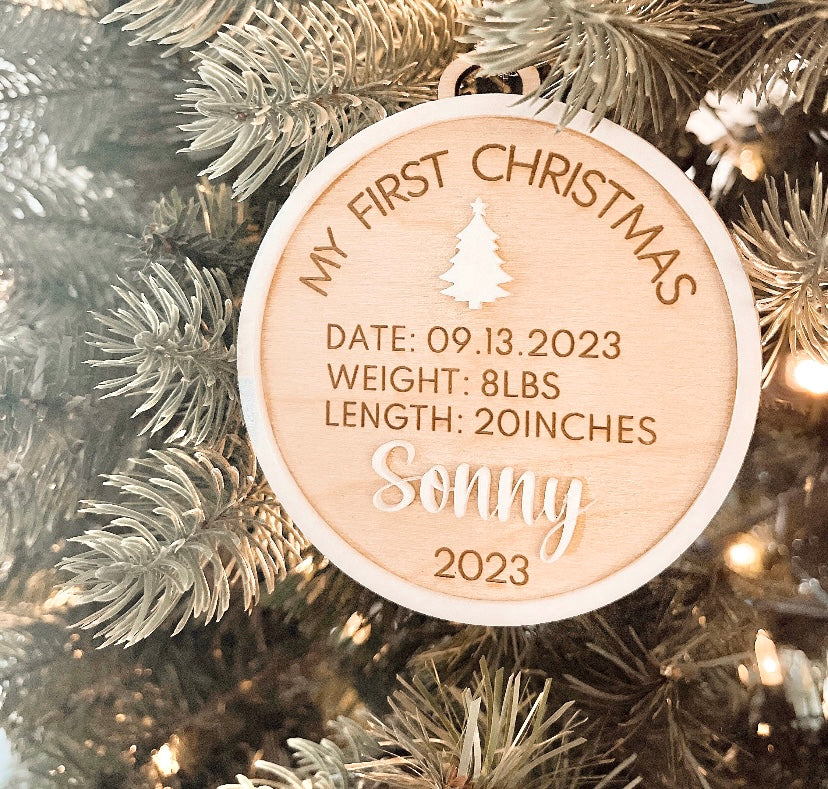 MY FIRST CHRISTMAS
DATE: 09.13.2023
WEIGHT: 8LBS
LENGTH: 20INCHES
Sonny
2023